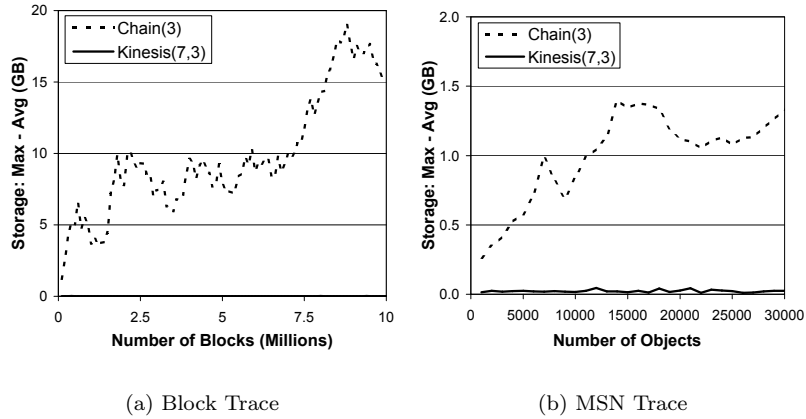 20
15
10
5
0
Storage: Max - Avg (GB)
Chain(3)
Kinesis(7,3)
0 2.5 5 7.5 10
Number of Blocks (Millions)
(a) Block Trace
2.0
1.5
1.0
0.5
0.0
Storage: Max - Avg (GB)
Chain(3)
Kinesis(7,3)
0 5000 10000 15000 20000 25000 30000
Number of Objects
(b) MSN Trace